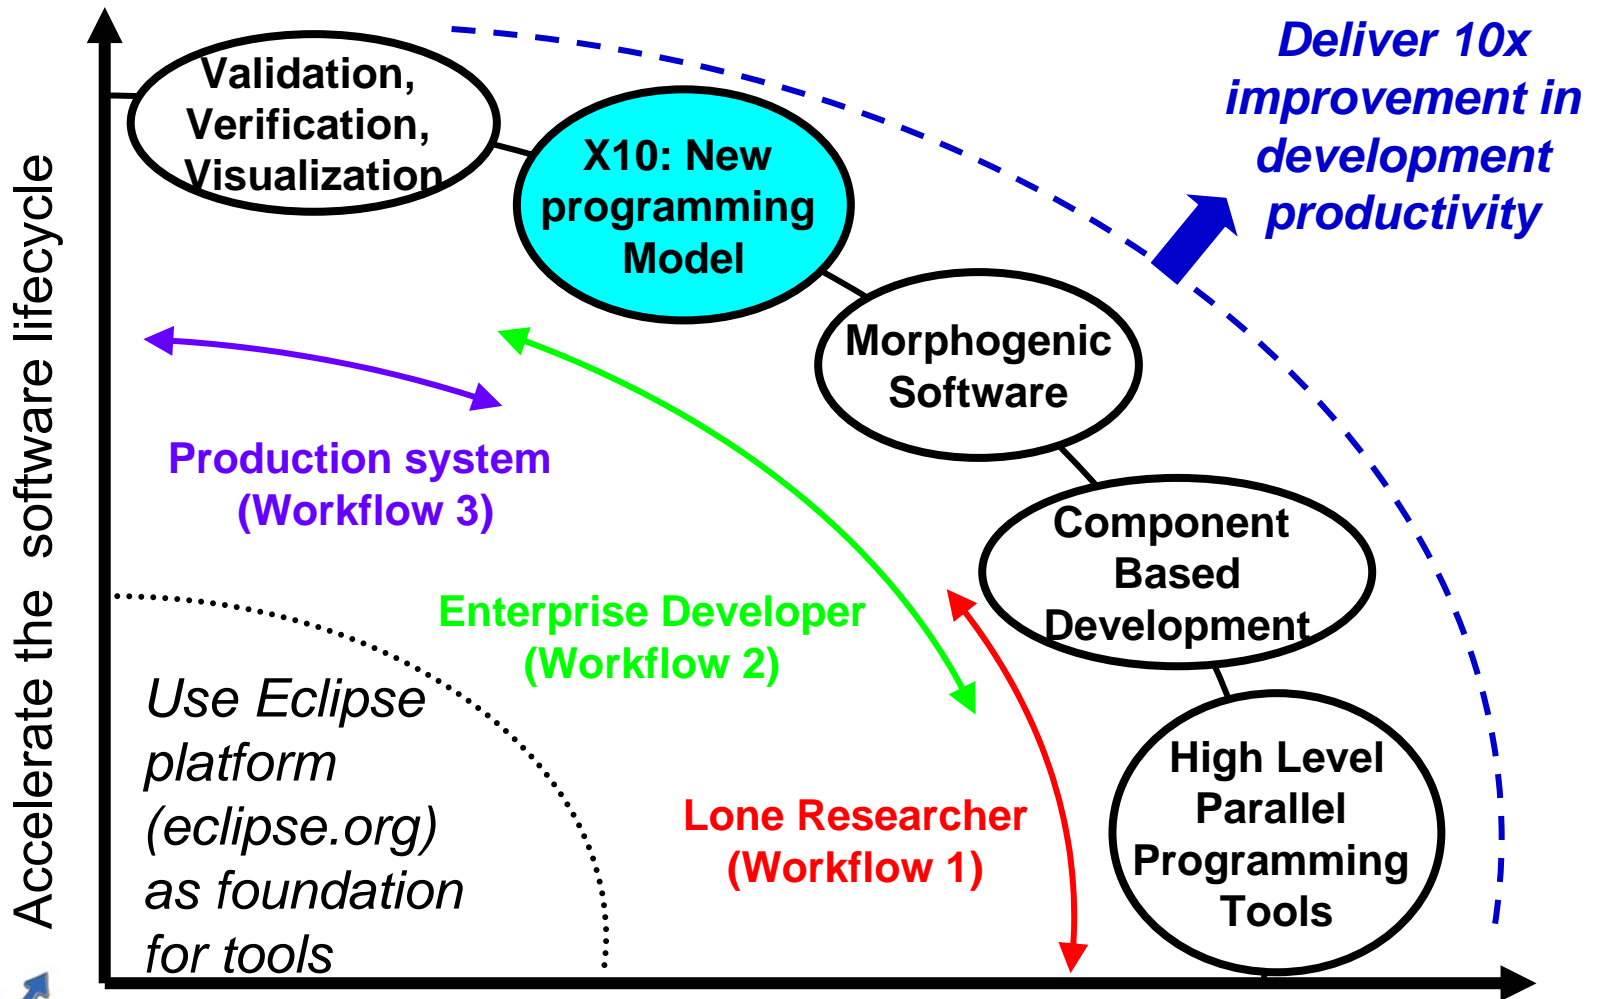 Deliver 10x
improvement in
development
productivity
Validation,
Verification,
Visualization
X10: New
programming
Model
Morphogenic
Software
Component
Based
Development
High Level
Parallel
Programming
Tools
Production system
(Workflow 3)
Enterprise Developer
(Workflow 2)
Lone Researcher
(Workflow 1)
Use Eclipse
platform
(eclipse.org)
as foundation
for tools
Accelerate the software lifecycle